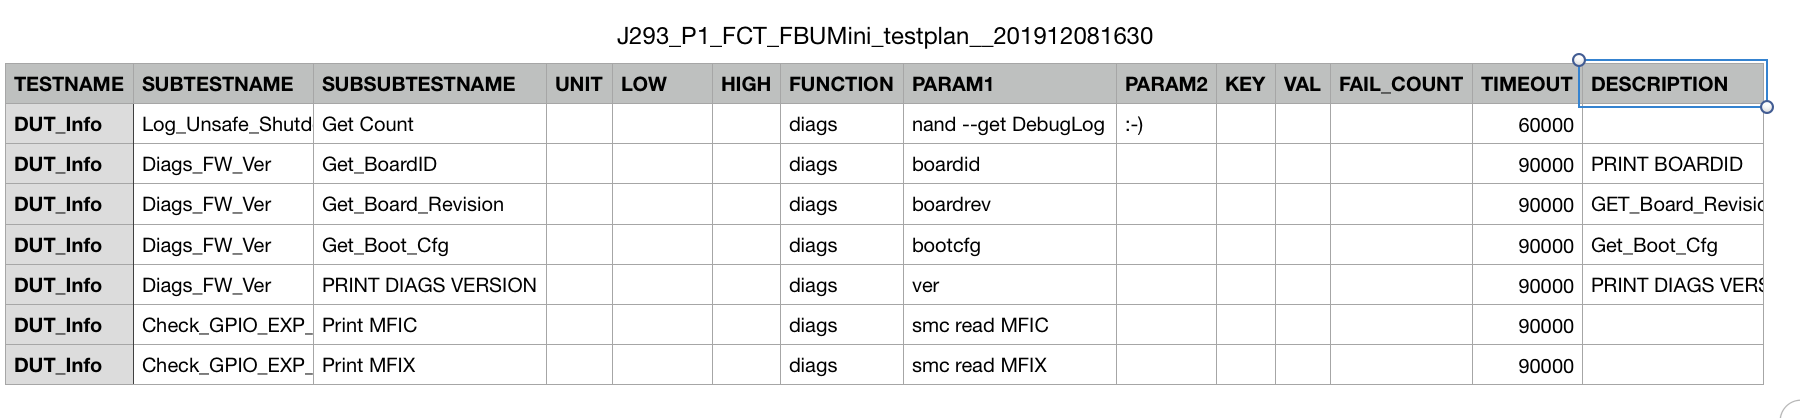 J293_P1_FCT_FBUMini_testplan__201912081630
TESTNAME SUBTESTNAME SUBSUBTESTNAME UNIT LOW HIGH FUNCTION PARAM1 PARAM2 KEY VAL FAIL_COUNT TIMEOUT DESCRIPTION
DUT_Info Log_Unsafe_Shutd Get Count diags nand --get DebugLog :-) 60000
DUT_Info Diags_FW_Ver Get_BoardID diags boardid 90000 PRINT BOARDID
DUT_Info Diags_FW_Ver Get_Board_Revision diags boardrev 90000 GET_Board_Revisio
DUT_Info Diags_FW_Ver Get_Boot_Cfg diags bootcfg 90000 Get_Boot_Cfg
DUT_Info Diags_FW_Ver PRINT DIAGS VERSION diags ver 90000 PRINT DIAGS VERS
DUT_Info Check_GPIO_EXP_ Print MFIC diags smc read MFIC 90000
DUT_Info Check_GPIO_EXP_ Print MFIX diags smc read MFIX 90000